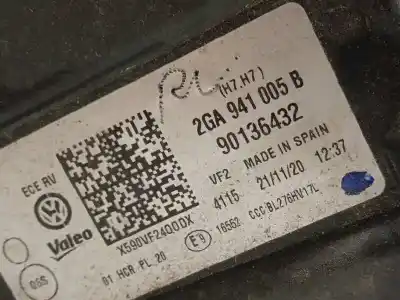 (H7.H7)
2GA 941 005 B
90136432
VF2 MADE IN SPAIN
4115 21/11/20 12:37
ECE RV
Valeo
X590VF24Q0DX
E9 16552 CCC-BL276HV17L
01 HCR PL 20